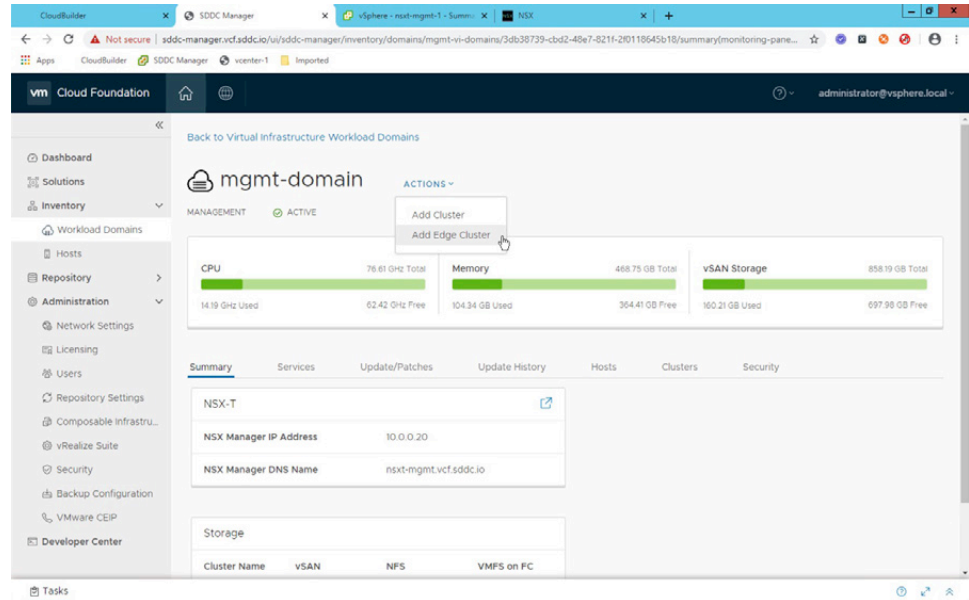 CloudBuilder
SDDC Manager
vSphere - nsxt-mgmt-1 - Summ
NSX
Not secure | sddc-manager.vcf.sddc.io/ui/sddc-manager/inventory/domains/mgmt-vi-domains/3db38739-cbd2-48e7-821f-2f0118645b18/summary(monitoring-pane...
Apps CloudBuilder SDDC Manager vcenter-1 Imported
vm Cloud Foundation
administrator@vsphere.local
Back to Virtual Infrastructure Workload Domains
Dashboard
Solutions
Inventory
Workload Domains
Hosts
Repository
Administration
Network Settings
Licensing
Users
Repository Settings
Composable Infrastru...
vRealize Suite
Security
Backup Configuration
VMware CEIP
Developer Center
mgmt-domain
ACTIONS
MANAGEMENT ACTIVE
Add Cluster
Add Edge Cluster
CPU 76.61 GHz Total
14.19 GHz Used 62.42 GHz Free
Memory 468.75 GB Total
104.34 GB Used 364.41 GB Free
vSAN Storage 858.19 GB Total
160.21 GB Used 697.98 GB Free
Summary Services Update/Patches Update History Hosts Clusters Security
NSX-T
NSX Manager IP Address 10.0.0.20
NSX Manager DNS Name nsxt-mgmt.vcf.sddc.io
Storage
Cluster Name vSAN NFS VMFS on FC
Tasks